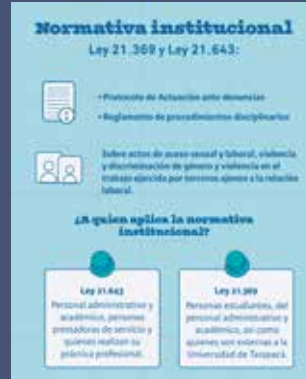 Normativa institucional
Ley 21.369 y Ley 21.643:
• Protocolo de Actuación ante denuncias
• Reglamento de procedimientos disciplinarios
Sobre actos de acoso sexual y laboral, violencia
y discriminación de género y violencia en el
trabajo ejercida por terceros ajenos a la relación
laboral.
¿A quien aplica la normativa
institucional?
Ley 21.643
Personal administrativo y
académico, personas
prestadoras de servicio y
quienes realizan su
práctica profesional.
Ley 21.369
Personas estudiantes, del
personal administrativo y
académico, así como
quienes son externas a la
Universidad de Tarapacá.